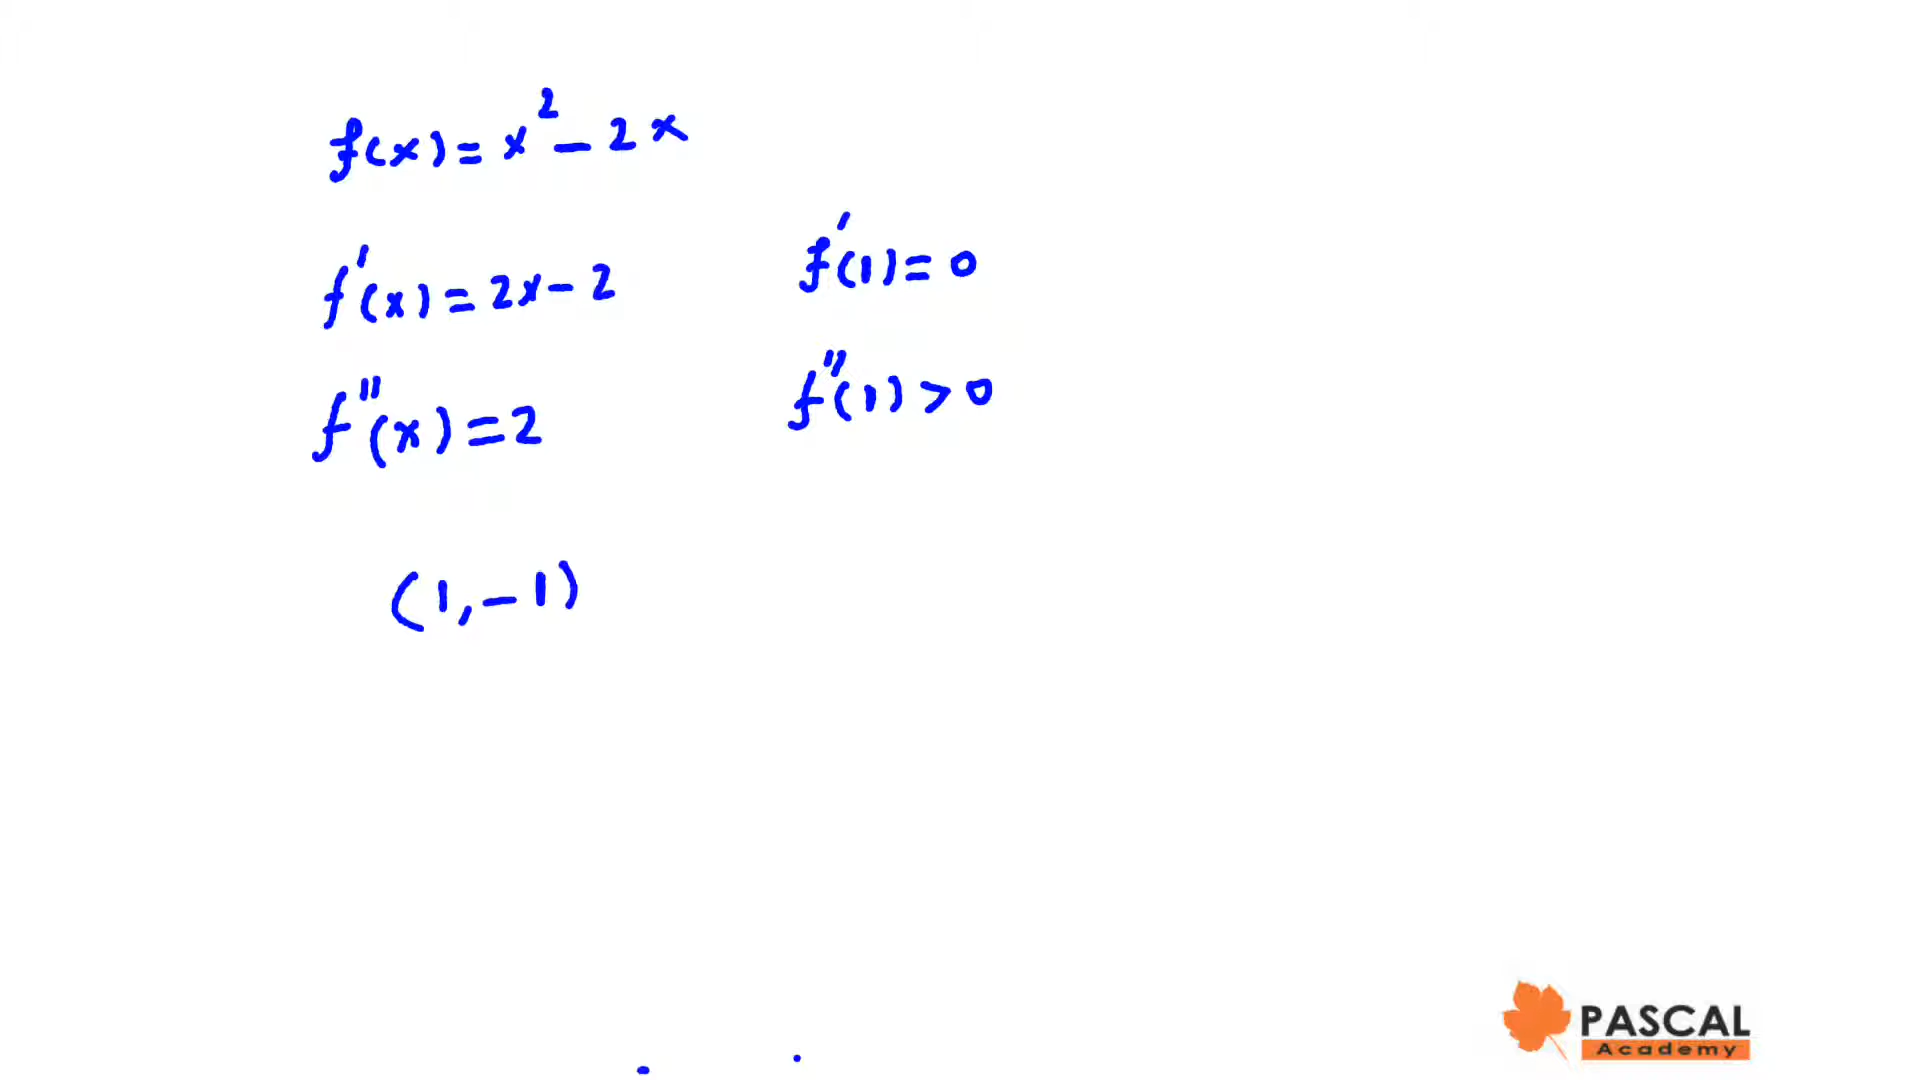 f(x) = x² - 2x
f'(x) = 2x - 2
f'(1) = 0
f''(x) = 2
f''(1) > 0
(1, -1)
PASCAL
Academy